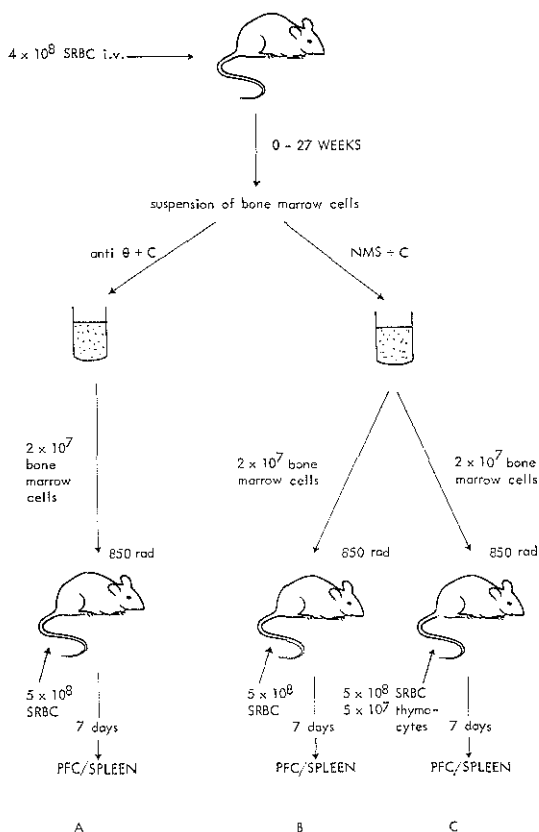 4 x 10⁸ SRBC i.v.
0 - 27 WEEKS
suspension of bone marrow cells
anti θ + C
NMS ÷ C
2 x 10⁷
bone
marrow
cells
850 rad
5 x 10⁸
SRBC
7 days
PFC/SPLEEN
A
2 x 10⁷ bone
marrow cells
850 rad
5 x 10⁸
SRBC
7 days
PFC/SPLEEN
B
2 x 10⁷ bone
marrow cells
850 rad
5 x 10⁸ SRBC
5 x 10⁷ thymo-
cytes
7 days
PFC/SPLEEN
C